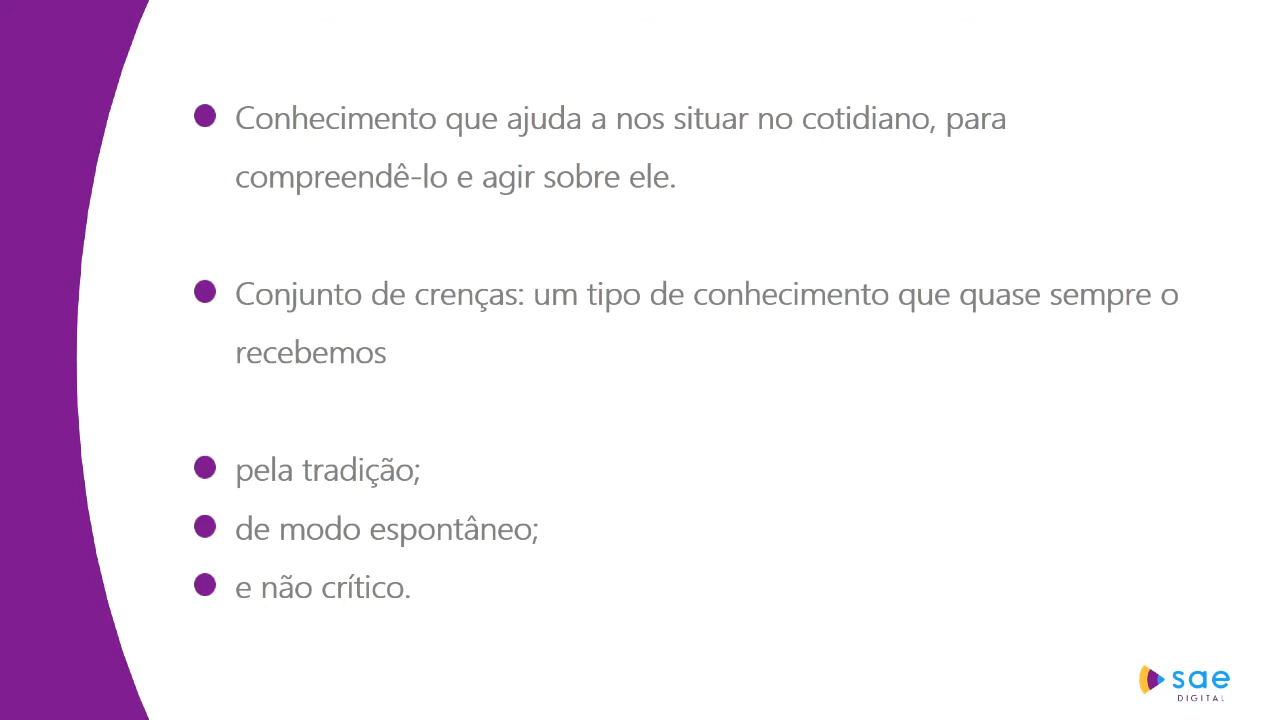 Conhecimento que ajuda a nos situar no cotidiano, para
compreendê-lo e agir sobre ele.
Conjunto de crenças: um tipo de conhecimento que quase sempre o
recebemos
pela tradição;
de modo espontâneo;
e não crítico.
sae
DIGITAL